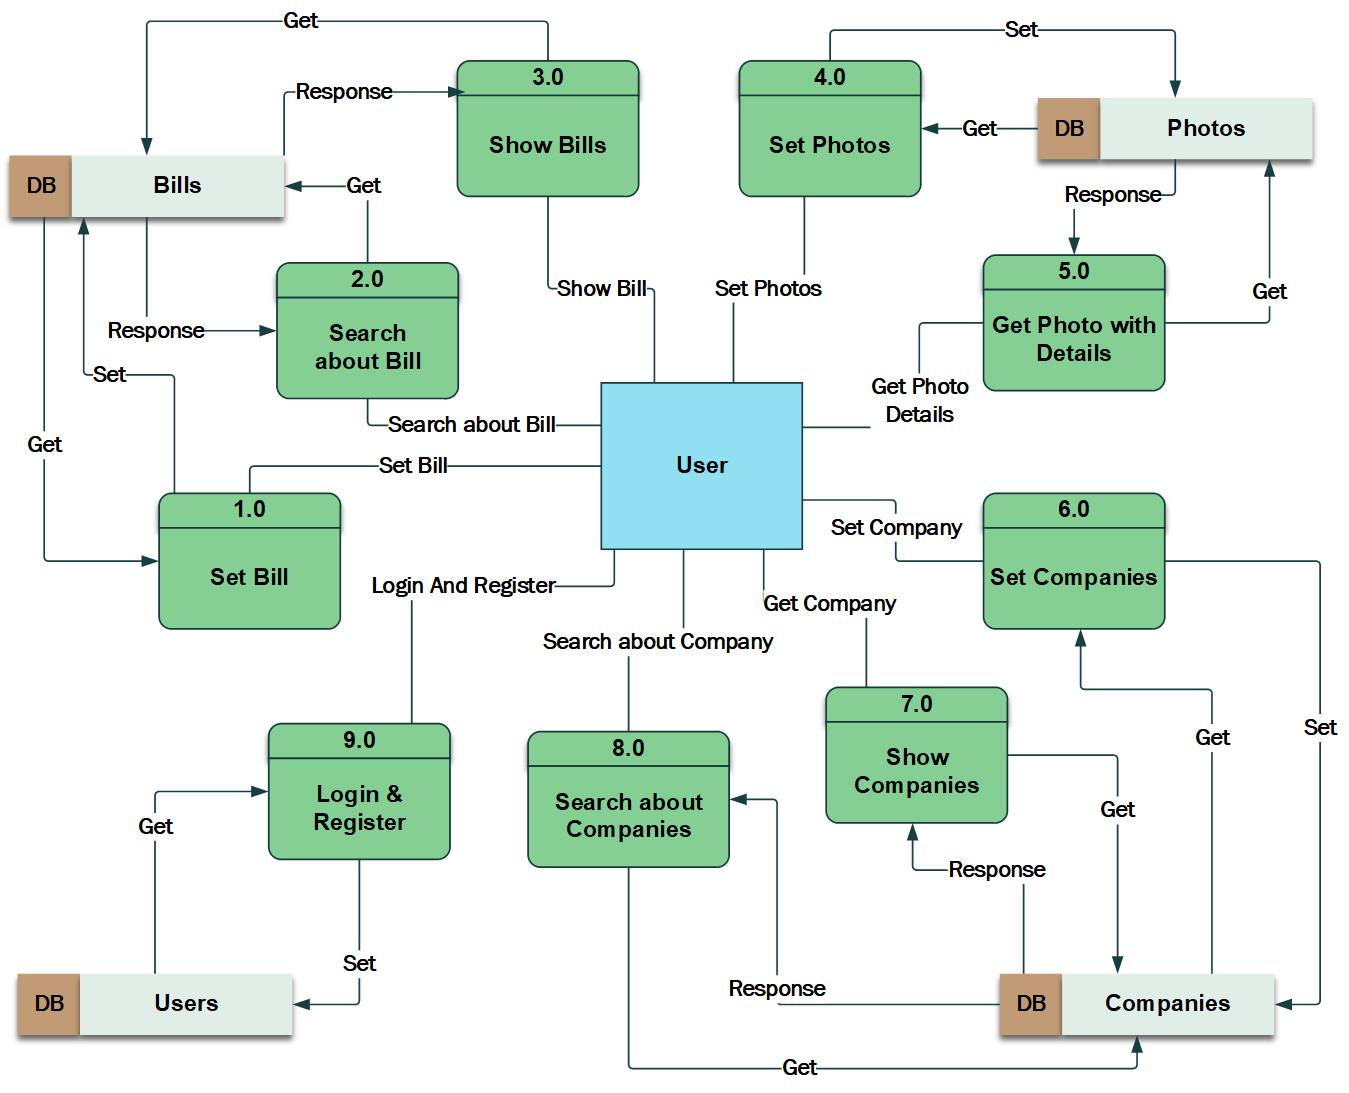 Get
Set
3.0
Show Bills
4.0
Set Photos
Response
Get
DB
Photos
DB
Bills
Get
Response
2.0
Search
about Bill
5.0
Get Photo with
Details
Show Bill
Set Photos
Get
Response
Set
Get Photo
Details
Search about Bill
Get
Set Bill
User
1.0
Set Bill
6.0
Set Companies
Set Company
Login And Register
Get Company
Search about Company
7.0
Show
Companies
9.0
Login &
Register
8.0
Search about
Companies
Get
Set
Get
Get
Response
Set
Response
DB
Users
DB
Companies
Get